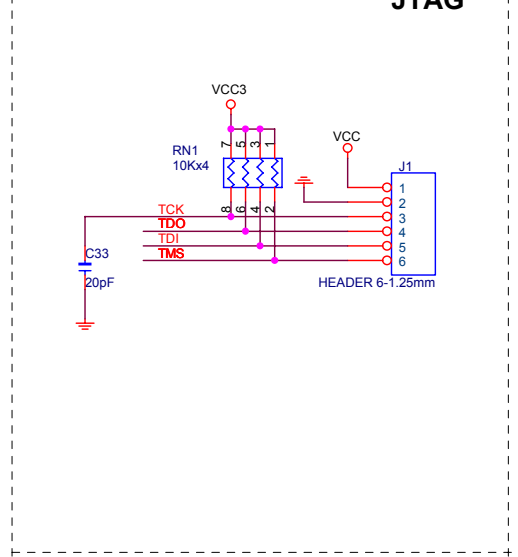 JTAG
VCC3
VCC
7 5 3 1
RN1
10Kx4
J1
1
2
3
4
5
6
8 6 4 2
TCK
TDO
TDI
TMS
C33
20pF
HEADER 6-1.25mm